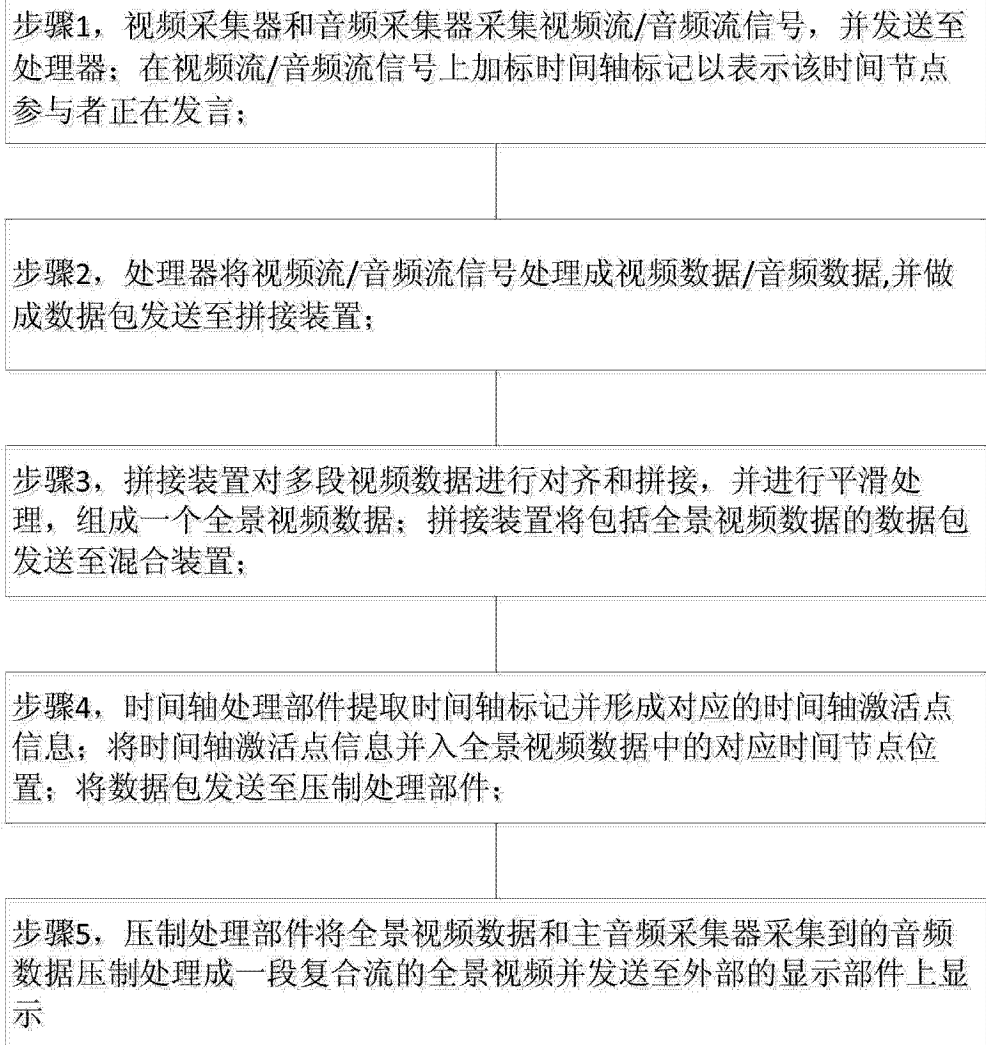 步骤1，视频采集器和音频采集器采集视频流/音频流信号，并发送至
处理器；在视频流/音频流信号上加标时间轴标记以表示该时间节点
参与者正在发言；
步骤2，处理器将视频流/音频流信号处理成视频数据/音频数据,并做
成数据包发送至拼接装置；
步骤3，拼接装置对多段视频数据进行对齐和拼接，并进行平滑处
理，组成一个全景视频数据；拼接装置将包括全景视频数据的数据包
发送至混合装置；
步骤4，时间轴处理部件提取时间轴标记并形成对应的时间轴激活点
信息；将时间轴激活点信息并入全景视频数据中的对应时间节点位
置；将数据包发送至压制处理部件；
步骤5，压制处理部件将全景视频数据和主音频采集器采集到的音频
数据压制处理成一段复合流的全景视频并发送至外部的显示部件上显
示